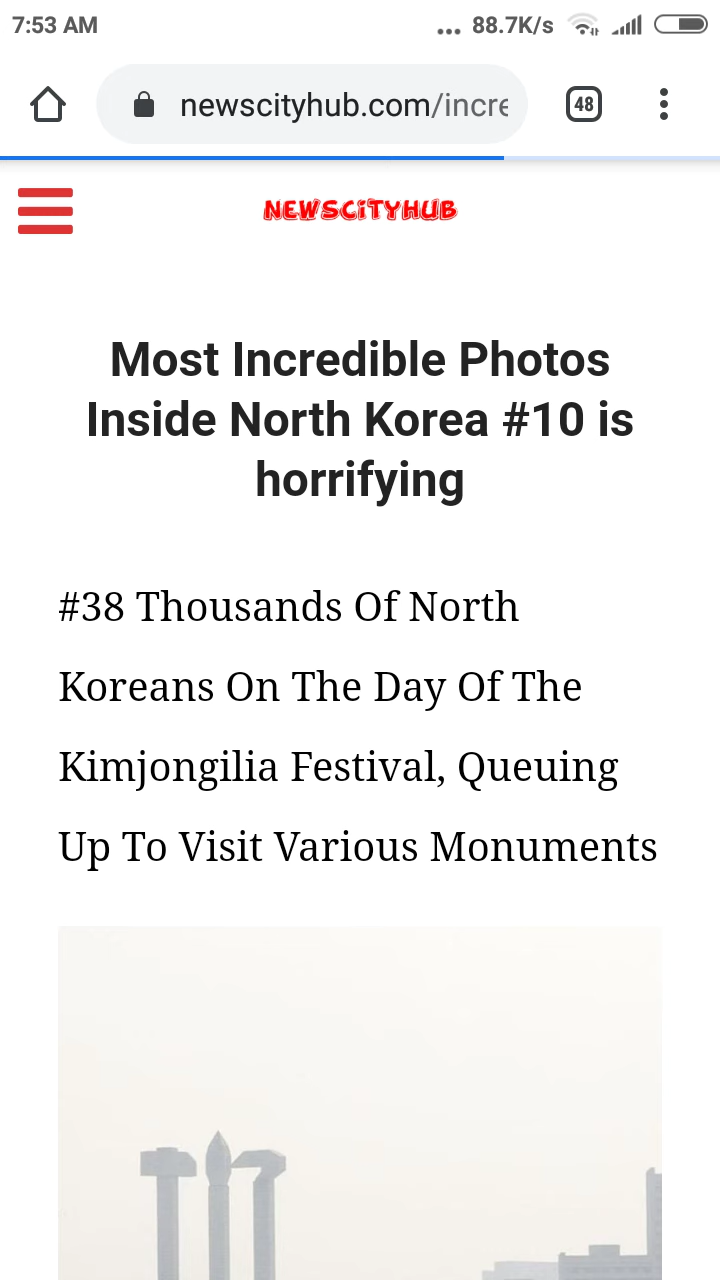 7:53 AM
... 88.7K/s
newscityhub.com/incre
48
NEWSCiTYHUB
Most Incredible Photos
Inside North Korea #10 is
horrifying
#38 Thousands Of North
Koreans On The Day Of The
Kimjongilia Festival, Queuing
Up To Visit Various Monuments